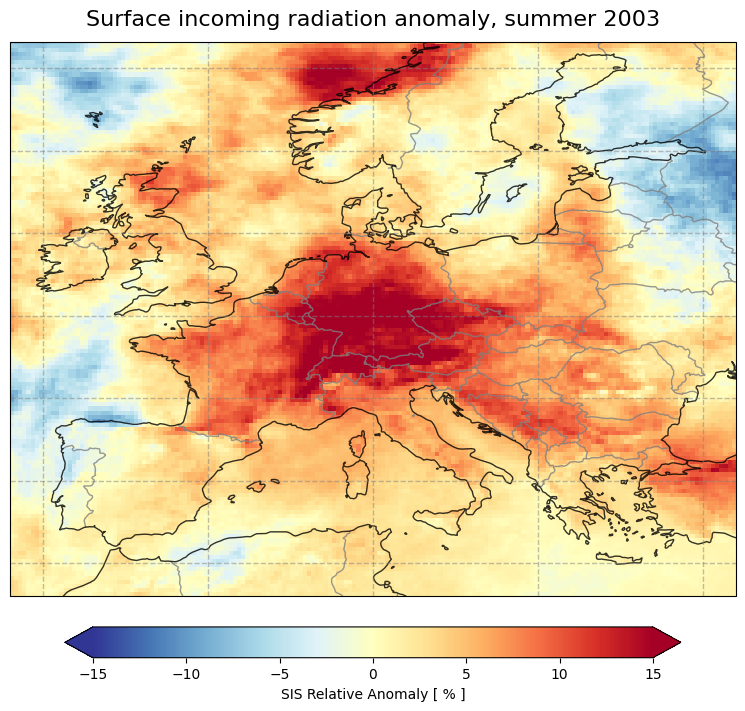 Surface incoming radiation anomaly, summer 2003
−15 −10 −5 0 5 10 15
SIS Relative Anomaly [ % ]